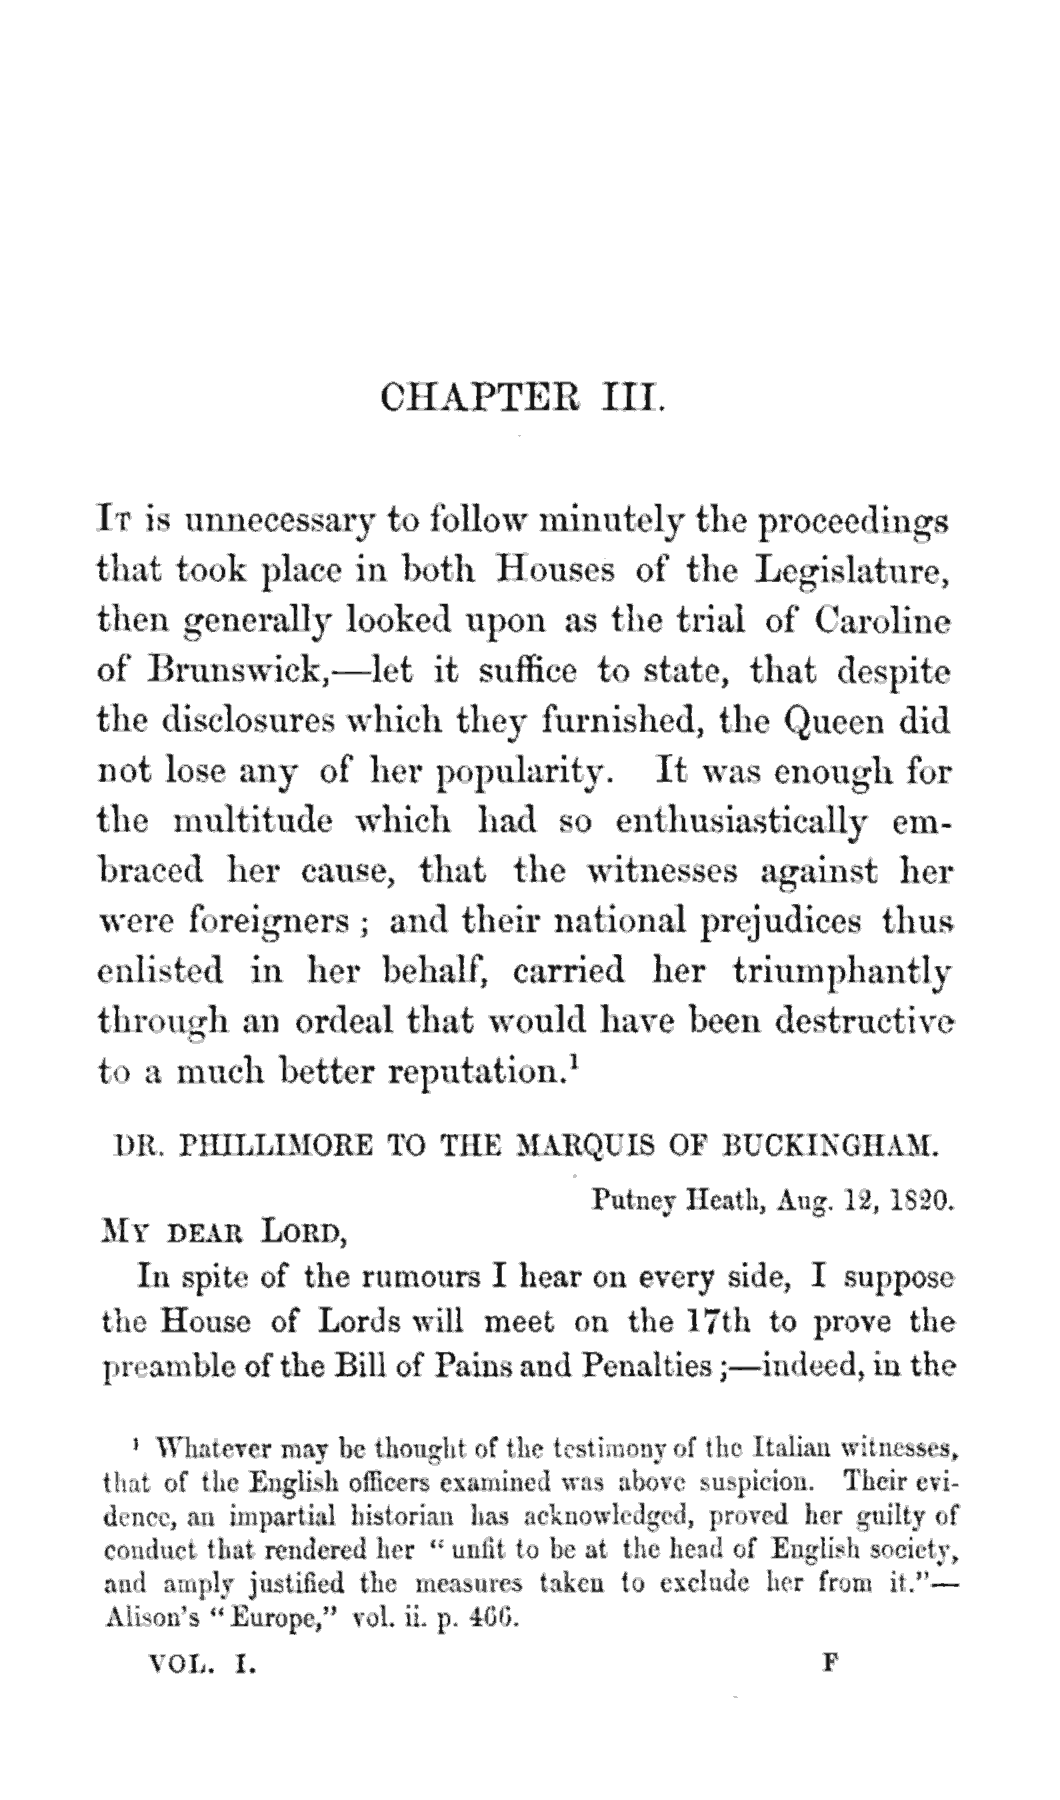 CHAPTER III.
IT is unnecessary to follow minutely the proceedings
that took place in both Houses of the Legislature,
then generally looked upon as the trial of Caroline
of Brunswick,—let it suffice to state, that despite
the disclosures which they furnished, the Queen did
not lose any of her popularity. It was enough for
the multitude which had so enthusiastically em-
braced her cause, that the witnesses against her
were foreigners ; and their national prejudices thus
enlisted in her behalf, carried her triumphantly
through an ordeal that would have been destructive
to a much better reputation.¹
DR. PHILLIMORE TO THE MARQUIS OF BUCKINGHAM.
Putney Heath, Aug. 12, 1820.
MY DEAR LORD,
In spite of the rumours I hear on every side, I suppose
the House of Lords will meet on the 17th to prove the
preamble of the Bill of Pains and Penalties ;—indeed, in the
¹ Whatever may be thought of the testimony of the Italian witnesses,
that of the English officers examined was above suspicion. Their evi-
dence, an impartial historian has acknowledged, proved her guilty of
conduct that rendered her “ unfit to be at the head of English society,
and amply justified the measures taken to exclude her from it.”—
Alison's “ Europe,” vol. ii. p. 466.
VOL. I. F